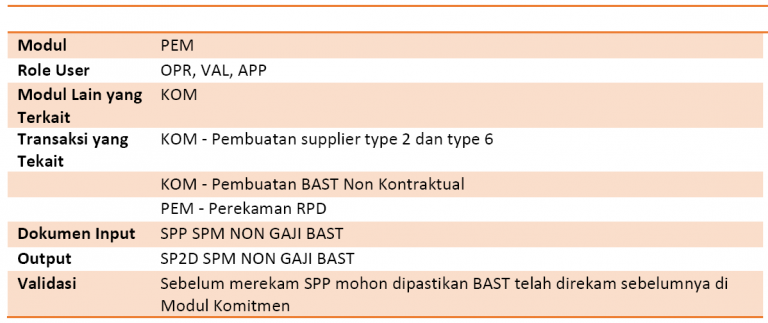 Modul PEM
Role User OPR, VAL, APP
Modul Lain yang KOM
Terkait
Transaksi yang KOM - Pembuatan supplier type 2 dan type 6
Tekait
KOM - Pembuatan BAST Non Kontraktual
PEM - Perekaman RPD
Dokumen Input SPP SPM NON GAJI BAST
Output SP2D SPM NON GAJI BAST
Validasi Sebelum merekam SPP mohon dipastikan BAST telah direkam sebelumnya di
Modul Komitmen